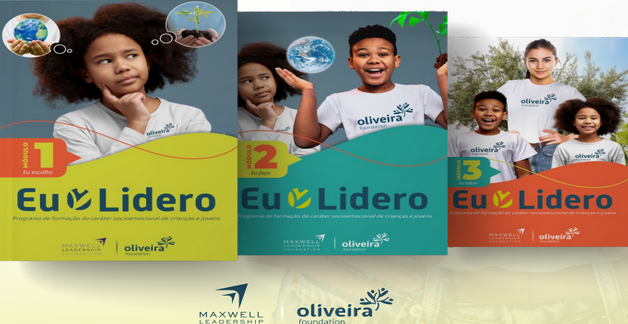 oliveira
MÓDULO
1
Eu escolho
Eu Lidero
Programa de formação do caráter socioemocional de crianças e jovens
MAXWELL
LEADERSHIP
FOUNDATION
oliveira
foundation
oliveira
foundation
MÓDULO
2
Eu faço
Eu Lidero
Programa de formação do caráter socioemocional de crianças e jovens
MAXWELL
LEADERSHIP
FOUNDATION
oliveira
foundation
oliveira
foundation
oliveira
oliveira
MÓDULO
3
Eu Lidero
Programa de formação do caráter socioemocional de crianças e jovens
MAXWELL
LEADERSHIP
FOUNDATION
oliveira
foundation
MAXWELL
LEADERSHIP
oliveira
foundation